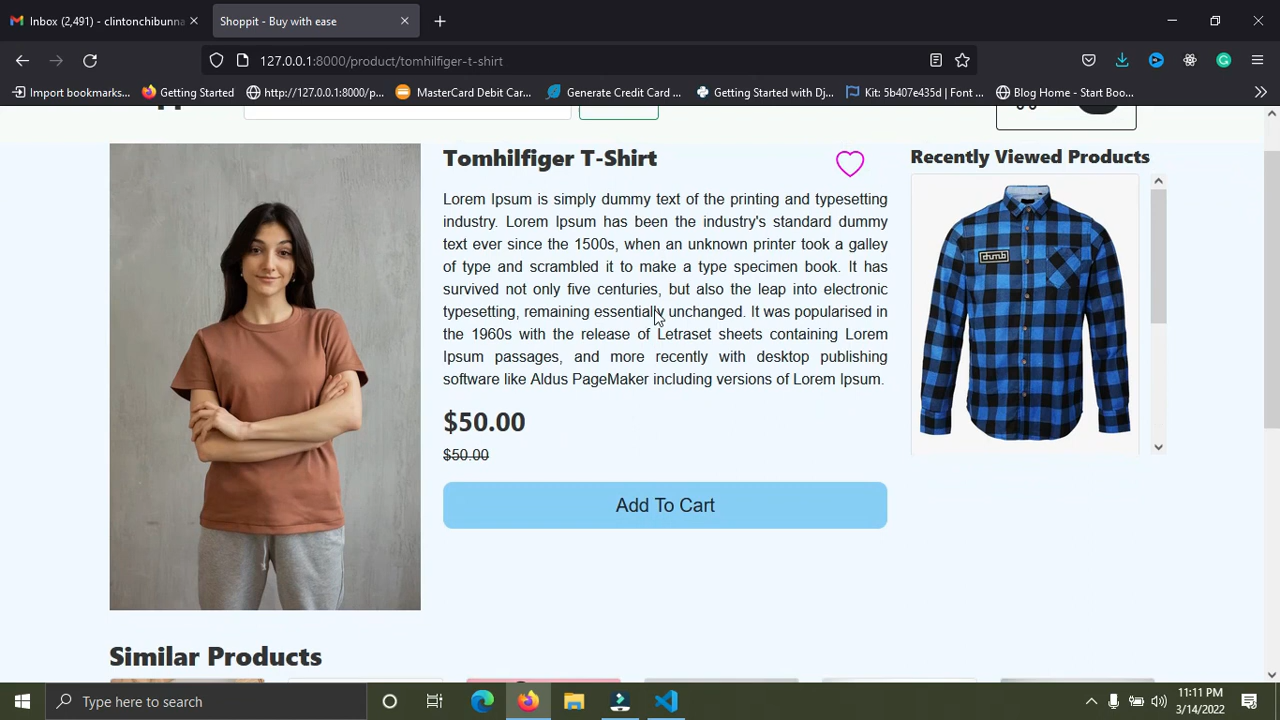 Inbox (2,491) - clintonchibunna
Shoppit - Buy with ease
127.0.0.1:8000/product/tomhilfiger-t-shirt
Import bookmarks...
Getting Started
http://127.0.0.1:8000/p...
MasterCard Debit Car...
Generate Credit Card ...
Getting Started with Dj...
Kit: 5b407e435d | Font ...
Blog Home - Start Boo...
Tomhilfiger T-Shirt
Lorem Ipsum is simply dummy text of the printing and typesetting
industry. Lorem Ipsum has been the industry's standard dummy
text ever since the 1500s, when an unknown printer took a galley
of type and scrambled it to make a type specimen book. It has
survived not only five centuries, but also the leap into electronic
typesetting, remaining essentially unchanged. It was popularised in
the 1960s with the release of Letraset sheets containing Lorem
Ipsum passages, and more recently with desktop publishing
software like Aldus PageMaker including versions of Lorem Ipsum.
$50.00
$50.00
Add To Cart
Recently Viewed Products
dumb
Similar Products
Type here to search
11:11 PM
3/14/2022